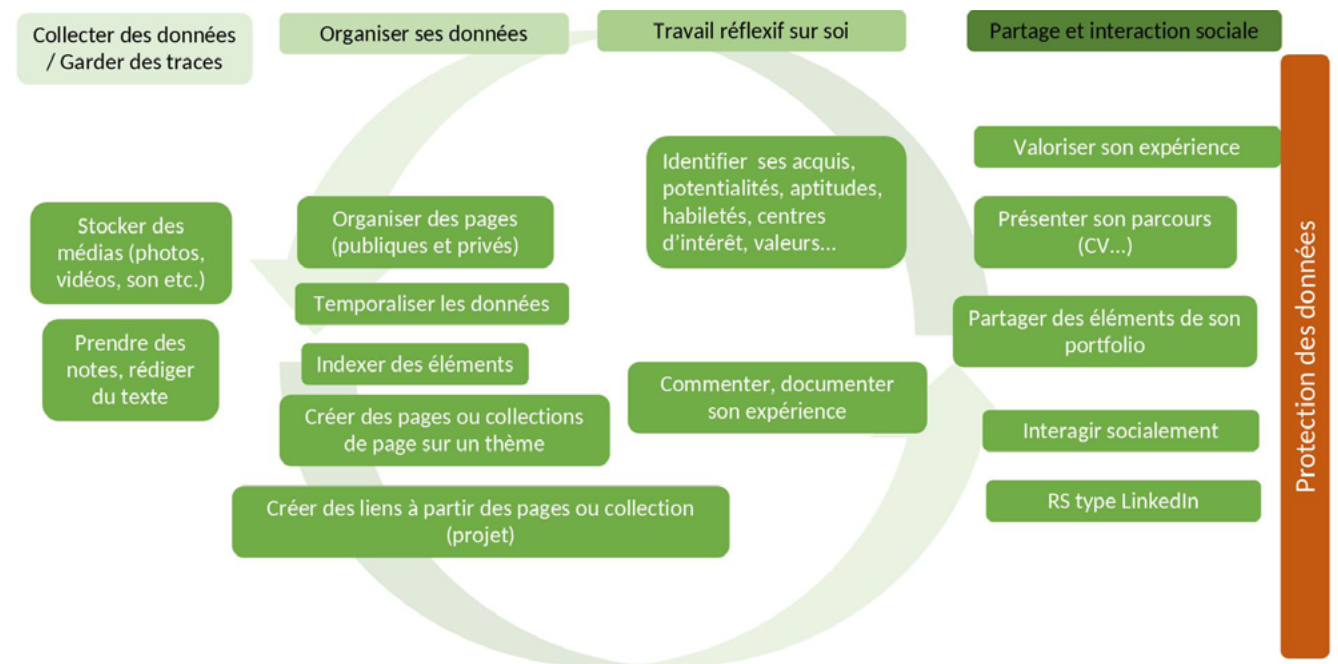 Collecter des données
/ Garder des traces
Organiser ses données
Travail réflexif sur soi
Partage et interaction sociale
Stocker des
médias (photos,
vidéos, son etc.)
Prendre des
notes, rédiger
du texte
Organiser des pages
(publiques et privés)
Temporaliser les données
Indexer des éléments
Créer des pages ou collections
de page sur un thème
Créer des liens à partir des pages ou collection
(projet)
Identifier ses acquis,
potentialités, aptitudes,
habiletés, centres
d'intérêt, valeurs...
Commenter, documenter
son expérience
Valoriser son expérience
Présenter son parcours
(CV...)
Partager des éléments de son
portfolio
Interagir socialement
RS type LinkedIn
Protection des données